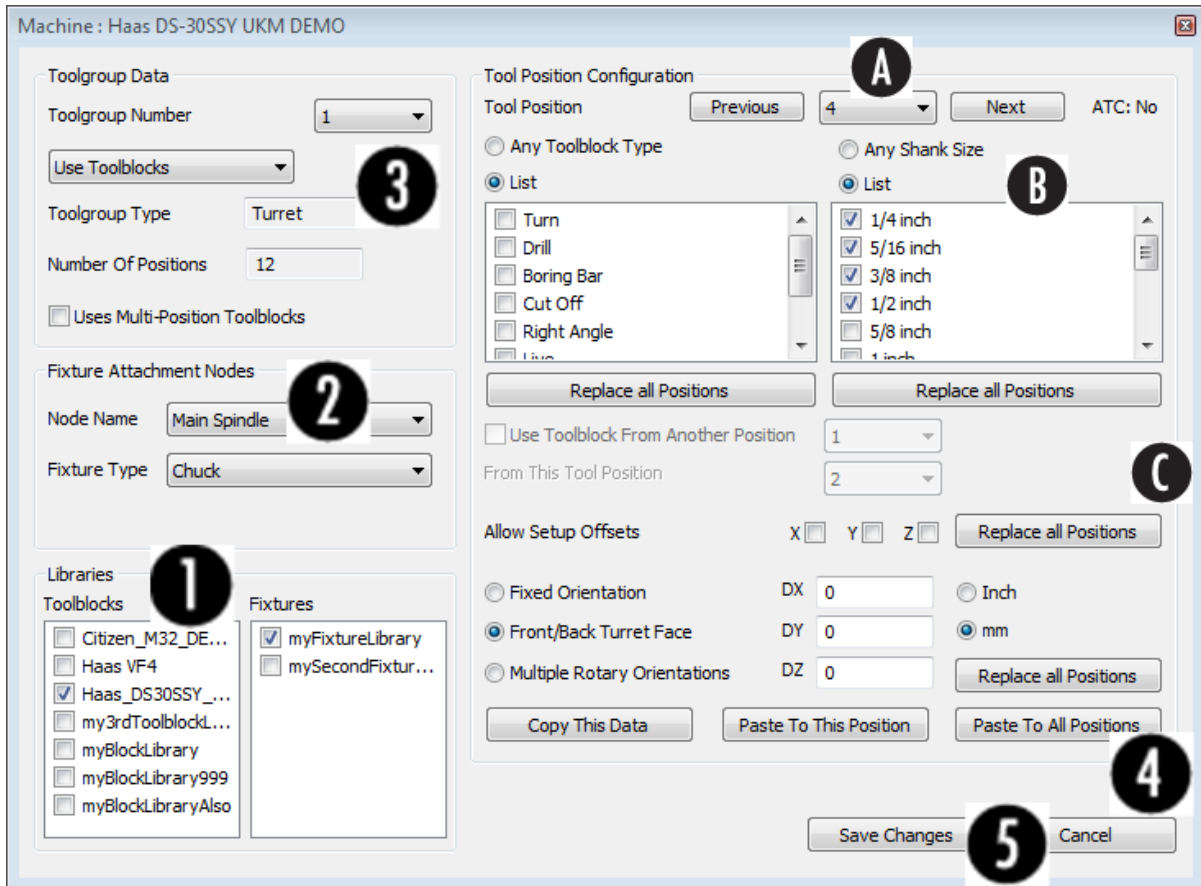 Machine : Haas DS-30SSY UKM DEMO
Toolgroup Data
Toolgroup Number 1
Use Toolblocks
3
Toolgroup Type Turret
Number Of Positions 12
Uses Multi-Position Toolblocks
Fixture Attachment Nodes
2
Node Name Main Spindle
Fixture Type Chuck
Libraries
1
Toolblocks
Citizen_M32_DE...
Haas VF4
Haas_DS30SSY_...
my3rdToolblockL...
myBlockLibrary
myBlockLibrary999
myBlockLibraryAlso
Fixtures
myFixtureLibrary
mySecondFixtur...
Tool Position Configuration
A
Tool Position Previous 4 Next ATC: No
Any Toolblock Type
List
Turn
Drill
Boring Bar
Cut Off
Right Angle
Live
Replace all Positions
Any Shank Size
List
B
1/4 inch
5/16 inch
3/8 inch
1/2 inch
5/8 inch
1 inch
Replace all Positions
Use Toolblock From Another Position 1
From This Tool Position 2
C
Allow Setup Offsets X Y Z Replace all Positions
Fixed Orientation DX 0 Inch
Front/Back Turret Face DY 0 mm
Multiple Rotary Orientations DZ 0 Replace all Positions
Copy This Data Paste To This Position Paste To All Positions
4
Save Changes 5 Cancel